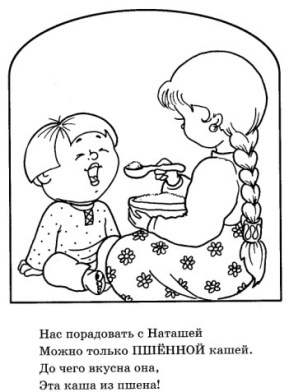 Нас порадовать с Наташей
Можно только ПШЁННОЙ кашей.
До чего вкусна она,
Эта каша из пшена!